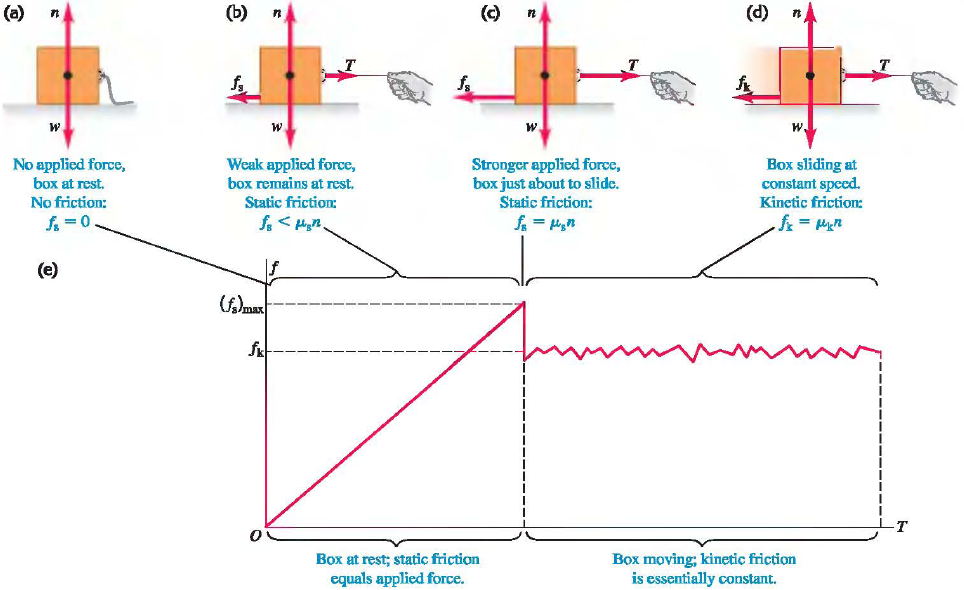 (a)
n
w
No applied force,
box at rest.
No friction:
fₛ = 0
(b)
n
T
fₛ
w
Weak applied force,
box remains at rest.
Static friction:
fₛ < μₛn
(c)
n
T
fₛ
w
Stronger applied force,
box just about to slide.
Static friction:
fₛ = μₛn
(d)
n
T
fₖ
w
Box sliding at
constant speed.
Kinetic friction:
fₖ = μₖn
(e)
f
(fₛ)max
fₖ
O
T
Box at rest; static friction
equals applied force.
Box moving; kinetic friction
is essentially constant.